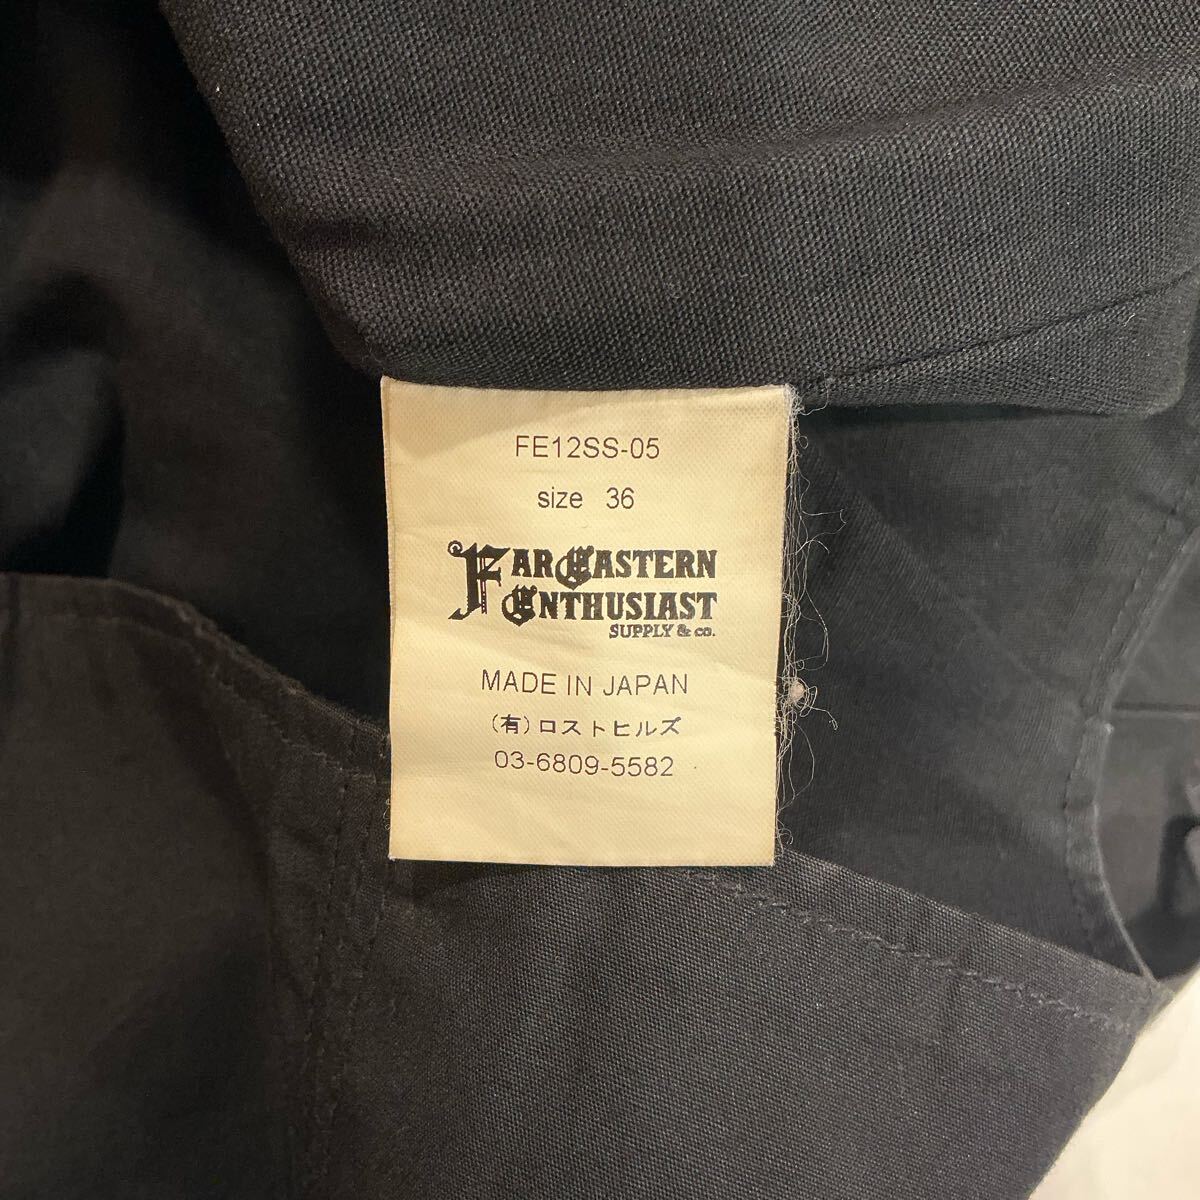 FE12SS-05
size 36
FAR EASTERN
ENTHUSIAST
SUPPLY & co.
MADE IN JAPAN
(有)ロストヒルズ
03-6809-5582